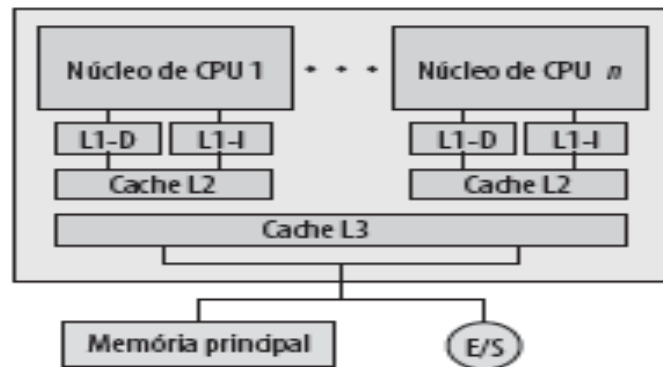 Núcleo de CPU 1 • • • Núcleo de CPU n
L1-D L1-I L1-D L1-I
Cache L2 Cache L2
Cache L3
Memória principal E/S